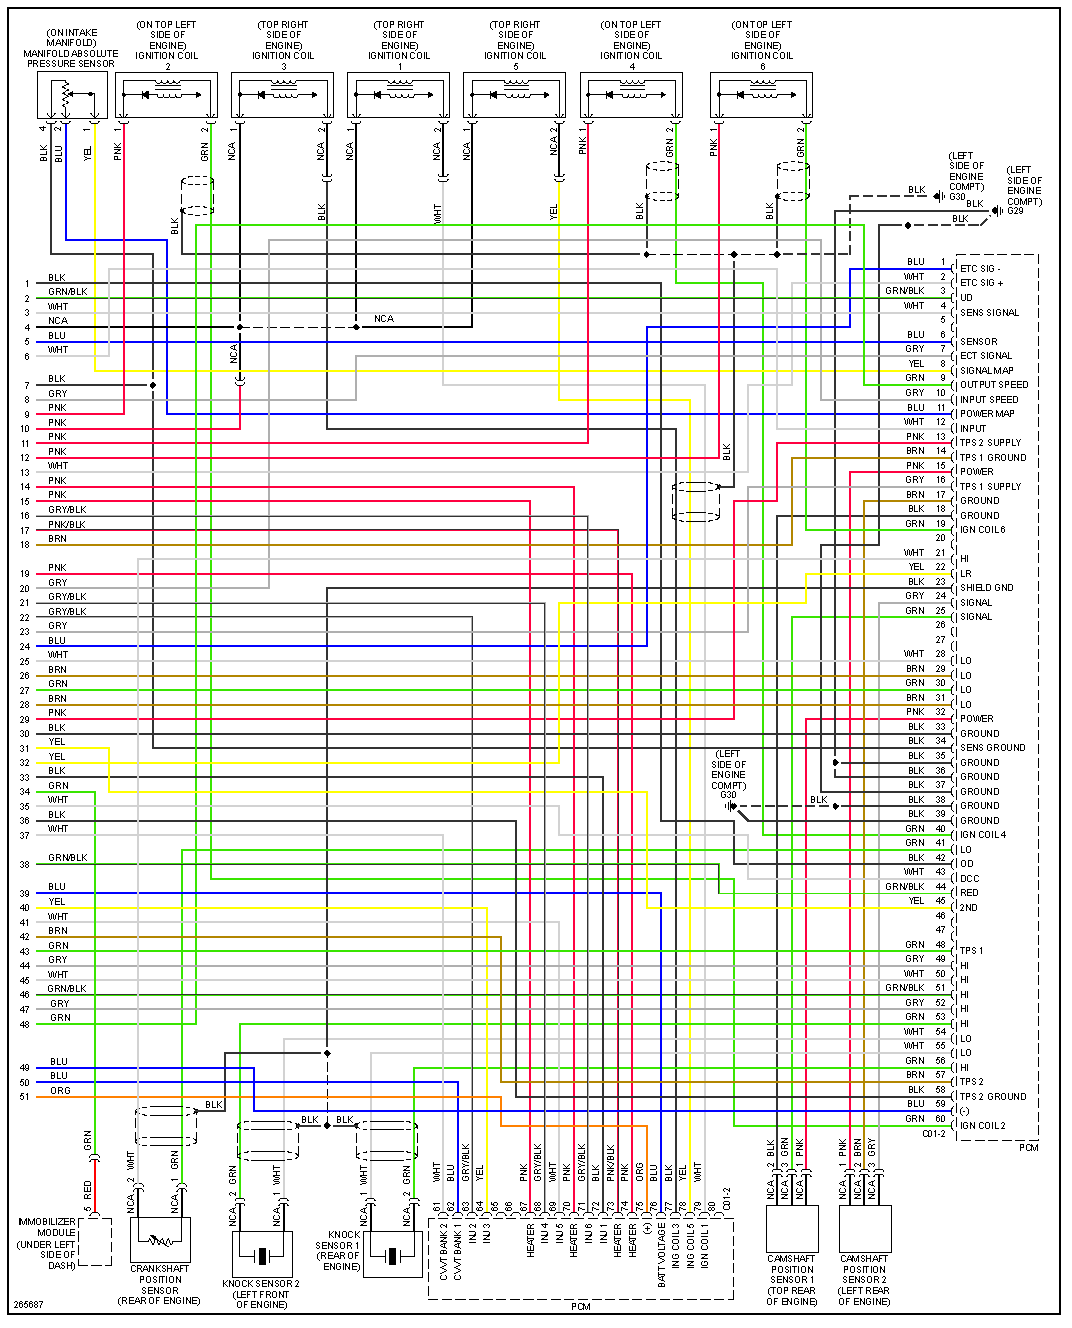 (ON INTAKE
MANIFOLD)
MANIFOLD ABSOLUTE
PRESSURE SENSOR
(ON TOP LEFT
SIDE OF
ENGINE)
IGNITION COIL
2
(TOP RIGHT
SIDE OF
ENGINE)
IGNITION COIL
3
(TOP RIGHT
SIDE OF
ENGINE)
IGNITION COIL
1
(TOP RIGHT
SIDE OF
ENGINE)
IGNITION COIL
5
(ON TOP LEFT
SIDE OF
ENGINE)
IGNITION COIL
4
(ON TOP LEFT
SIDE OF
ENGINE)
IGNITION COIL
6
BLK 4
BLU 2
YEL 1
PNK 1
GRN 2
NCA 1
NCA 2
NCA 1
WHT 2
NCA 1
NCA 2
PNK 1
GRN 2
PNK 1
GRN 2
BLK
BLK
WHT
YEL
BLK
BLK
(LEFT
SIDE OF
ENGINE
COMPT)
G30
(LEFT
SIDE OF
ENGINE
COMPT)
G29
BLK
BLK
BLK
1 BLK
2 GRN/BLK
3 WHT
4 NCA
5 BLU
6 WHT
7 BLK
8 GRY
9 PNK
10 PNK
11 PNK
12 PNK
13 WHT
14 PNK
15 PNK
16 GRY/BLK
17 PNK/BLK
18 BRN
19 PNK
20 GRY
21 GRY/BLK
22 GRY/BLK
23 GRY
24 BLU
25 WHT
26 BRN
27 GRN
28 BRN
29 PNK
30 BLK
31 YEL
32 YEL
33 BLK
34 GRN
35 WHT
36 BLK
37 WHT
38 GRN/BLK
39 BLU
40 YEL
41 WHT
42 BRN
43 GRN
44 GRY
45 WHT
46 GRN/BLK
47 GRY
48 GRN
49 BLU
50 BLU
51 ORG
NCA
NCA
BLK
BLU 1 ETC SIG -
WHT 2 ETC SIG +
GRN/BLK 3 UD
WHT 4 SENS SIGNAL
5
BLU 6 SENSOR
GRY 7 ECT SIGNAL
YEL 8 SIGNAL MAP
GRN 9 OUTPUT SPEED
GRY 10 INPUT SPEED
BLU 11 POWER MAP
WHT 12 INPUT
PNK 13 TPS 2 SUPPLY
BRN 14 TPS 1 GROUND
PNK 15 POWER
GRY 16 TPS 1 SUPPLY
BRN 17 GROUND
BLK 18 GROUND
GRN 19 IGN COIL 6
20
WHT 21 HI
YEL 22 LR
BLK 23 SHIELD GND
GRY 24 SIGNAL
GRN 25 SIGNAL
26
27
WHT 28 LO
BRN 29 LO
GRN 30 LO
BRN 31 LO
PNK 32 POWER
BLK 33 GROUND
BLK 34 SENS GROUND
BLK 35 GROUND
BLK 36 GROUND
BLK 37 GROUND
BLK 38 GROUND
BLK 39 GROUND
GRN 40 IGN COIL 4
GRN 41 LO
BLK 42 OD
WHT 43 DCC
GRN/BLK 44 RED
YEL 45 2ND
46
47
GRN 48 TPS 1
GRY 49 HI
WHT 50 HI
GRN/BLK 51 HI
GRY 52 HI
GRN 53 HI
WHT 54 LO
WHT 55 LO
GRN 56 HI
BRN 57 TPS 2
BLK 58 TPS 2 GROUND
BLU 59 (-)
GRN 60 IGN COIL 2
C01-2
PCM
(LEFT
SIDE OF
ENGINE
COMPT)
G30
BLK
BLK
BLK
BLK
GRN
RED 5
IMMOBILIZER
MODULE
(UNDER LEFT
SIDE OF
DASH)
WHT
GRN
NCA 2
NCA 1
CRANKSHAFT
POSITION
SENSOR
(REAR OF ENGINE)
GRN
WHT
NCA 2
NCA 1
KNOCK SENSOR 2
(LEFT FRONT
OF ENGINE)
WHT
GRN
NCA 1
NCA 2
KNOCK
SENSOR 1
(REAR OF
ENGINE)
WHT 61 CVVT BANK 2
BLU 62 CVVT BANK 1
GRY/BLK 63 INJ 2
YEL 64 INJ 3
65
66
PNK 67 HEATER
GRY/BLK 68 INJ 4
WHT 69 INJ 5
PNK 70 HEATER
GRY/BLK 71 INJ 6
BLK 72 INJ 1
PNK/BLK 73 HEATER
PNK 74 HEATER
ORG 75 (+)
BLU 76 BATT VOLTAGE
BLK 77 ING COIL 3
YEL 78 ING COIL 5
WHT 79 IGN COIL 1
80
C01-2
PCM
BLK 2
GRN 3
PNK 1
NCA
NCA
NCA
CAMSHAFT
POSITION
SENSOR 1
(TOP REAR
OF ENGINE)
PNK 1
BRN 2
GRY 3
NCA
NCA
NCA
CAMSHAFT
POSITION
SENSOR 2
(LEFT REAR
OF ENGINE)
265687